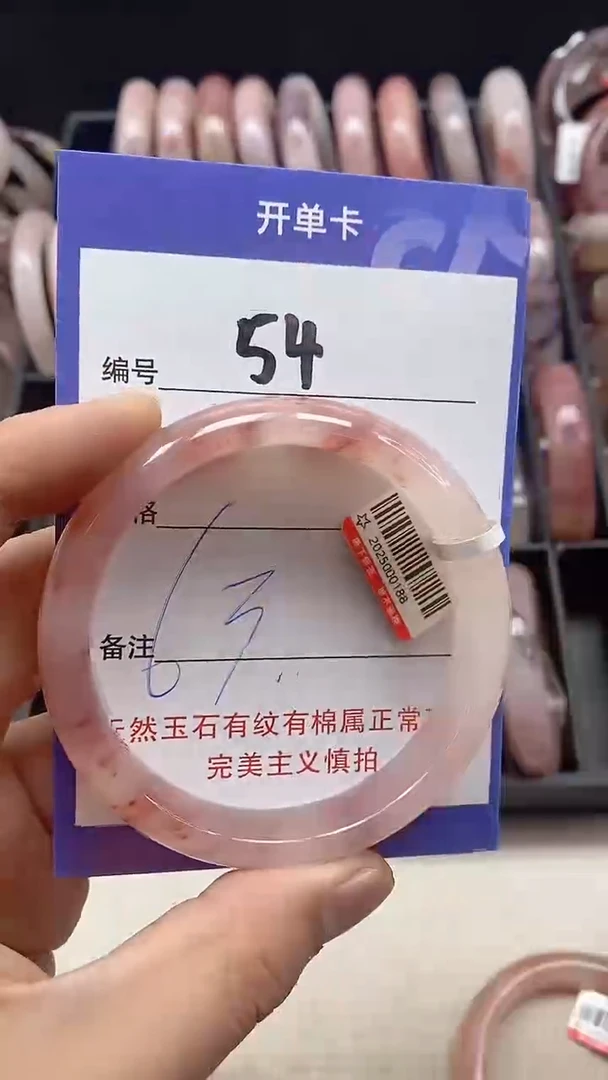 开单卡
编号 54
格
63
2025000188
备注
然玉石有纹有棉属正常
完美主义慎拍